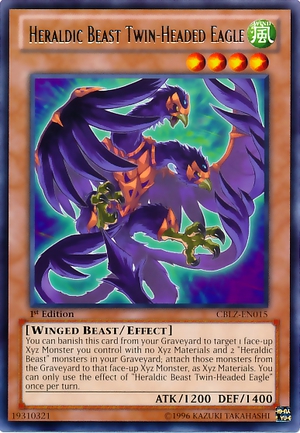 HERALDIC BEAST TWIN-HEADED EAGLE
WIND
風
1st Edition
CBLZ-EN015
[WINGED BEAST/EFFECT]
You can banish this card from your Graveyard to target 1 face-up
Xyz Monster you control with no Xyz Materials and 2 "Heraldic
Beast" monsters in your Graveyard; attach those monsters from
the Graveyard to that face-up Xyz Monster, as Xyz Materials. You
can only use the effect of "Heraldic Beast Twin-Headed Eagle"
once per turn.
ATK/1200 DEF/1400
19310321
©1996 KAZUKI TAKAHASHI